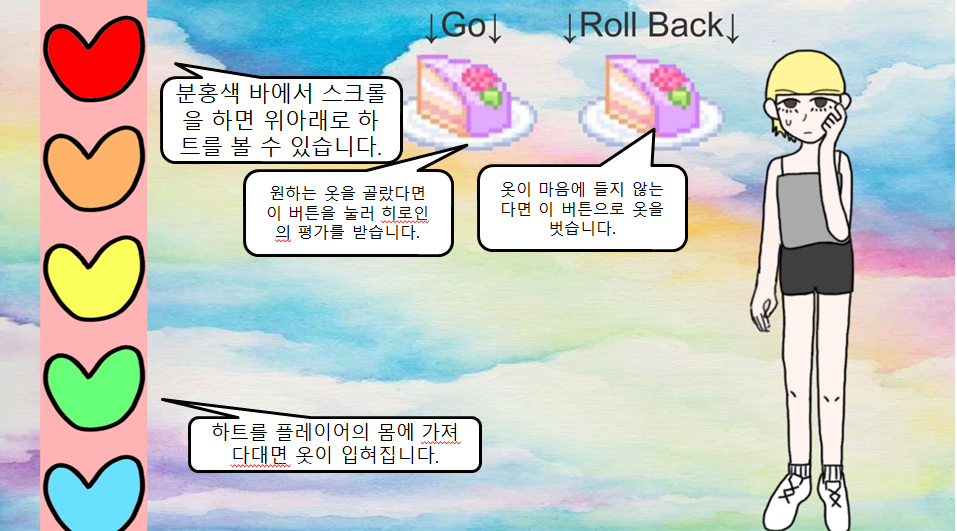 ↓Go↓
↓Roll Back↓
분홍색 바에서 스크롤
을 하면 위아래로 하
트를 볼 수 있습니다.
원하는 옷을 골랐다면
이 버튼을 눌러 히로인
의 평가를 받습니다.
옷이 마음에 들지 않는
다면 이 버튼으로 옷을
벗습니다.
하트를 플레이어의 몸에 가져
다대면 옷이 입혀집니다.